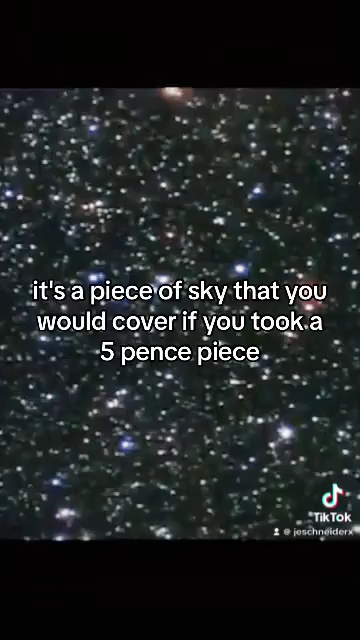 it's a piece of sky that you
would cover if you took a
5 pence piece
TikTok
@ jeschneiderx